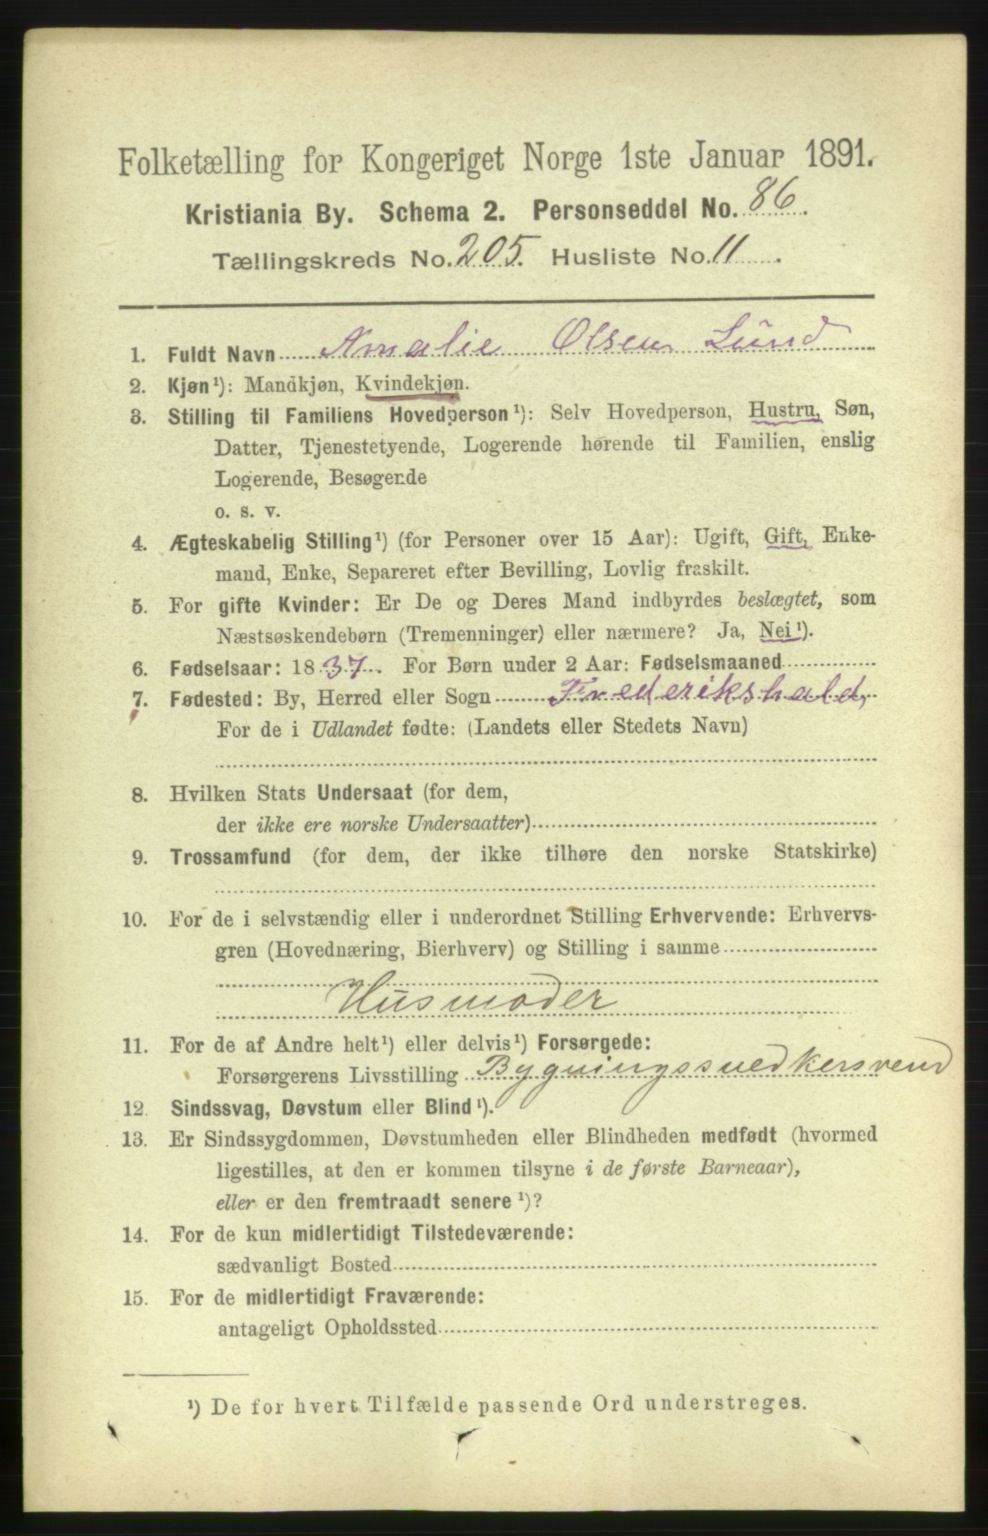 Folketælling for Kongeriget Norge 1ste Januar 1891.
Kristiania By. Schema 2. Personseddel No. 86.
Tællingskreds No. 205. Husliste No. 11.
1. Fuldt Navn Amalie Olsen Lund
2. Kjøn¹): Mandkjøn, Kvindekjøn.
3. Stilling til Familiens Hovedperson¹): Selv Hovedperson, Hustru, Søn,
Datter, Tjenestetyende, Logerende hørende til Familien, enslig
Logerende, Besøgende
o. s. v.
4. Ægteskabelig Stilling¹) (for Personer over 15 Aar): Ugift, Gift, Enke-
mand, Enke, Separeret efter Bevilling, Lovlig fraskilt.
5. For gifte Kvinder: Er De og Deres Mand indbyrdes beslægtet, som
Næstsøskendebørn (Tremenninger) eller nærmere? Ja, Nei¹).
6. Fødselsaar: 1837. For Børn under 2 Aar: Fødselsmaaned
7. Fødested: By, Herred eller Sogn Frederikshald,
For de i Udlandet fødte: (Landets eller Stedets Navn)
8. Hvilken Stats Undersaat (for dem,
der ikke ere norske Undersaatter)
9. Trossamfund (for dem, der ikke tilhøre den norske Statskirke)
10. For de i selvstændig eller i underordnet Stilling Erhvervende: Erhvervs-
gren (Hovednæring, Bierhverv) og Stilling i samme
Husmoder
11. For de af Andre helt¹) eller delvis¹) Forsørgede:
Forsørgerens Livsstilling Bygningssnedkersvend
12. Sindssvag, Døvstum eller Blind¹).
13. Er Sindssygdommen, Døvstumheden eller Blindheden medfødt (hvormed
ligestilles, at den er kommen tilsyne i de første Barneaar),
eller er den fremtraadt senere¹)?
14. For de kun midlertidigt Tilstedeværende:
sædvanligt Bosted
15. For de midlertidigt Fraværende:
antageligt Opholdssted
¹) De for hvert Tilfælde passende Ord understreges.